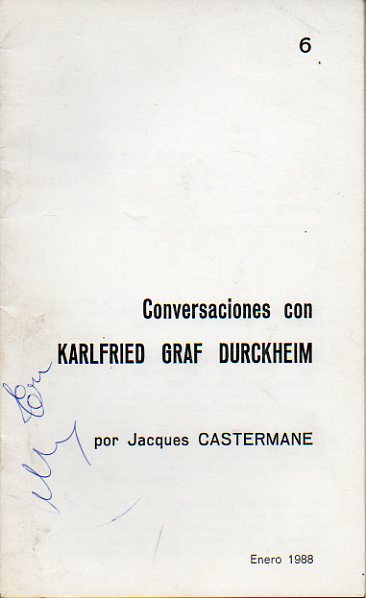 6
Conversaciones con
KARLFRIED GRAF DURCKHEIM
por Jacques CASTERMANE
Enero 1988